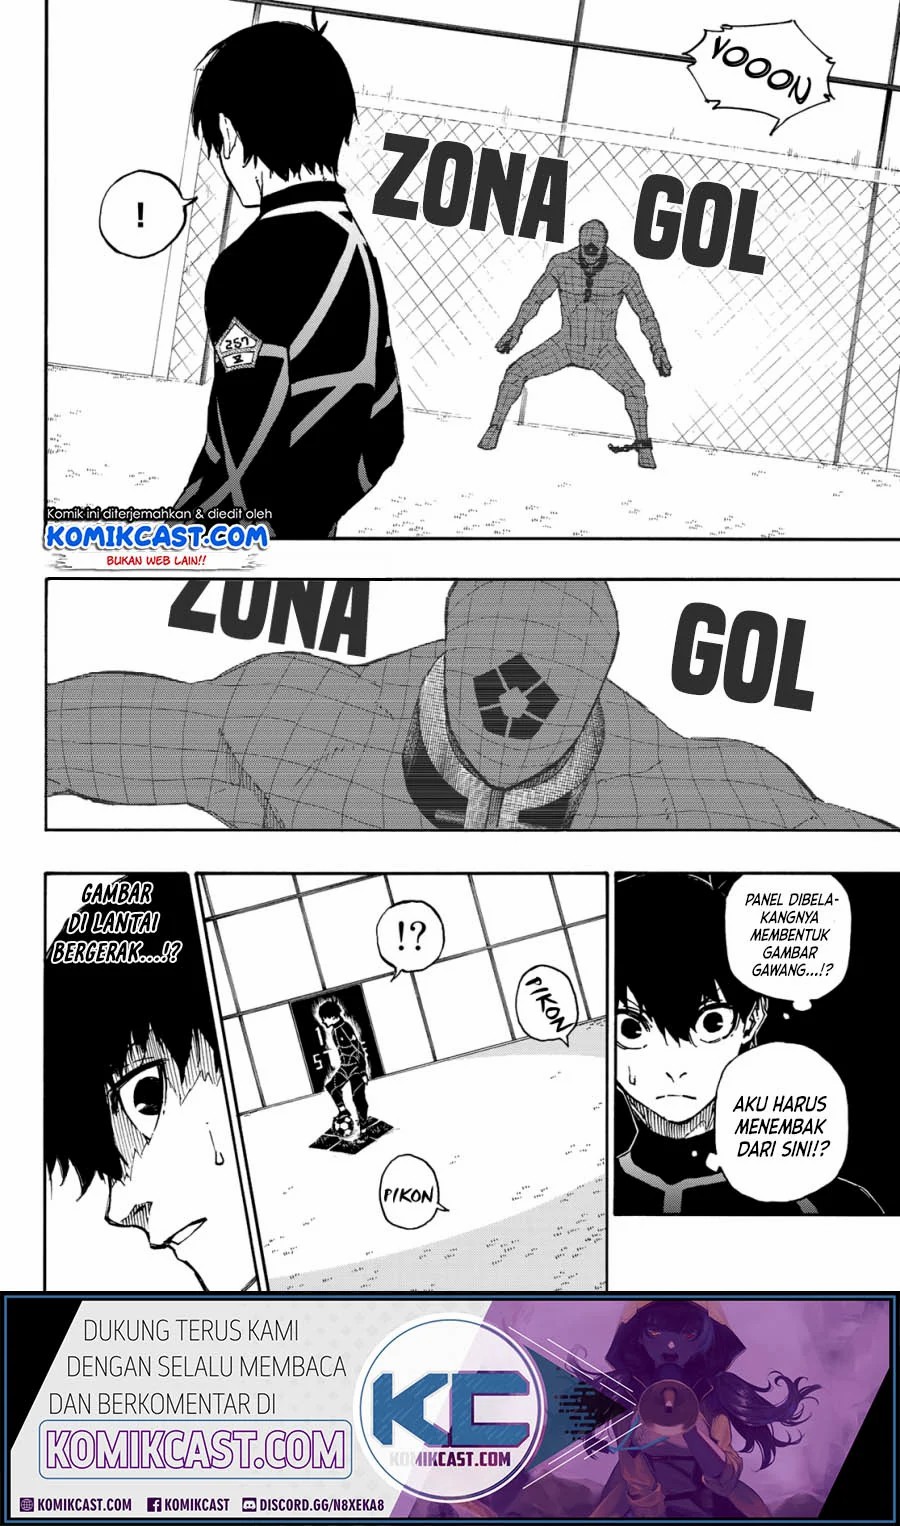 VOOON
ZONA GOL
!
257
Z
Komik ini diterjemahkan & diedit oleh
KOMIKCAST.COM
BUKAN WEB LAIN!!
ZONA GOL
PANEL DIBELA-
KANGNYA
MEMBENTUK
GAMBAR
GAWANG...!?
AKU HARUS
MENEMBAK
DARI SINI!?
!?
PIKON
PIKON
GAMBAR
DI LANTAI
BERGERAK...!?
DUKUNG TERUS KAMI
DENGAN SELALU MEMBACA
DAN BERKOMENTAR DI
KOMIKCAST.COM
KC
KOMIKCAST.COM
KOMIKCAST.COM KOMIKCAST DISCORD.GG/N8XEKA8